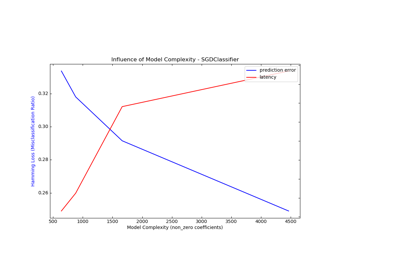 Influence of Model Complexity - SGDClassifier
prediction error
latency
Hamming Loss (Misclassification Ratio)
0.32
0.30
0.28
0.26
500 1000 1500 2000 2500 3000 3500 4000 4500
Model Complexity (non_zero coefficients)